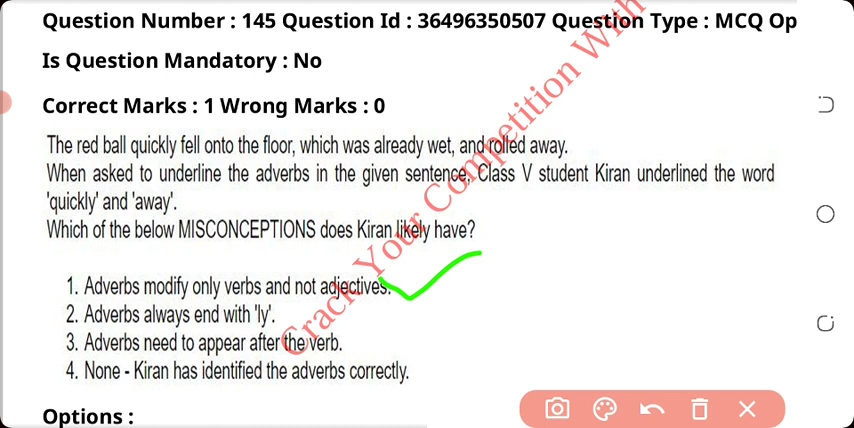 Question Number : 145 Question Id : 36496350507 Question Type : MCQ Op
Is Question Mandatory : No
Correct Marks : 1 Wrong Marks : 0
The red ball quickly fell onto the floor, which was already wet, and rolled away.
When asked to underline the adverbs in the given sentence, Class V student Kiran underlined the word
'quickly' and 'away'.
Which of the below MISCONCEPTIONS does Kiran likely have?
1. Adverbs modify only verbs and not adjectives.
2. Adverbs always end with 'ly'.
3. Adverbs need to appear after the verb.
4. None - Kiran has identified the adverbs correctly.
Options :
Crack Your Competition With